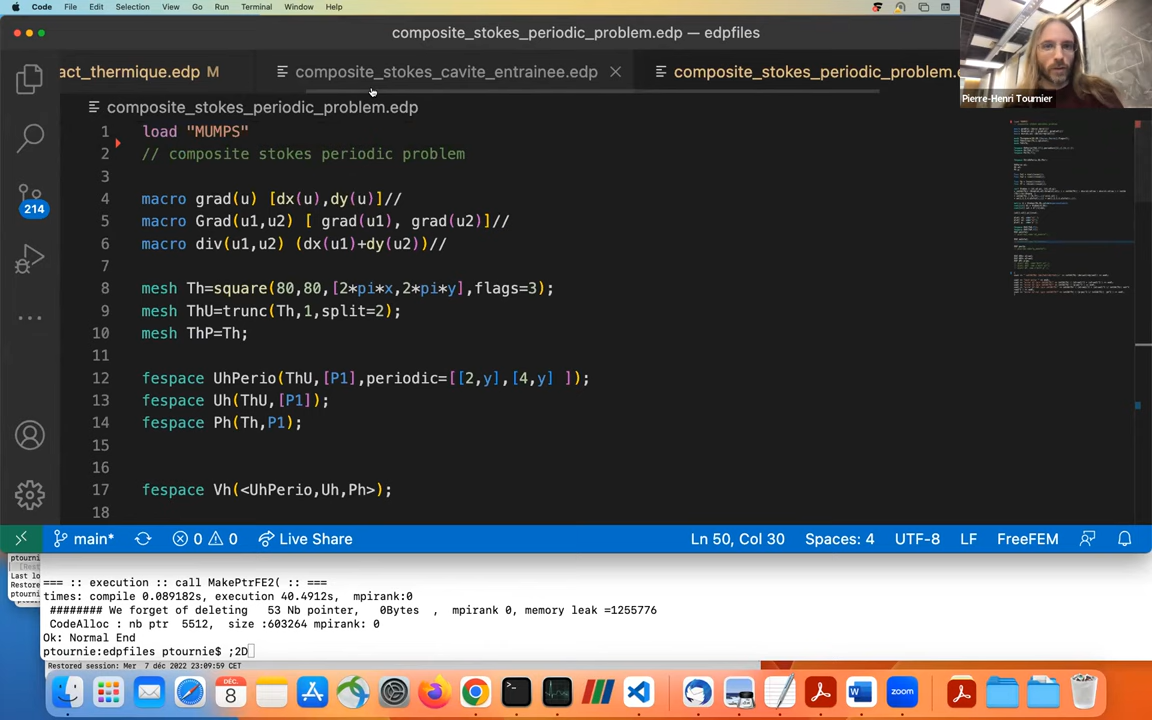 Code File Edit Selection View Go Run Terminal Window Help
composite_stokes_periodic_problem.edp — edpfiles
act_thermique.edp M
composite_stokes_cavite_entrainee.edp
composite_stokes_periodic_problem.
Pierre-Henri Tournier
composite_stokes_periodic_problem.edp
1 load "MUMPS"
2 // composite stokes periodic problem
3
4 macro grad(u) [dx(u),dy(u)]//
5 macro Grad(u1,u2) [ grad(u1), grad(u2)]//
6 macro div(u1,u2) (dx(u1)+dy(u2))//
7
8 mesh Th=square(80,80,[2*pi*x,2*pi*y],flags=3);
9 mesh ThU=trunc(Th,1,split=2);
10 mesh ThP=Th;
11
12 fespace UhPerio(ThU,[P1],periodic=[[2,y],[4,y] ]);
13 fespace Uh(ThU,[P1]);
14 fespace Ph(Th,P1);
15
16
17 fespace Vh(<UhPerio,Uh,Ph>);
18
214
main* 0 0 Live Share Ln 50, Col 30 Spaces: 4 UTF-8 LF FreeFEM
=== :: execution :: call MakePtrFE2( :: ===
times: compile 0.089182s, execution 40.4912s, mpirank:0
######## We forget of deleting 53 Nb pointer, 0Bytes , mpirank 0, memory leak =1255776
CodeAlloc : nb ptr 5512, size :603264 mpirank: 0
Ok: Normal End
ptournie:edpfiles ptournie$ ;2D
Restored session: Mer 7 déc 2022 23:09:59 CET
DÉC.
8
zoom